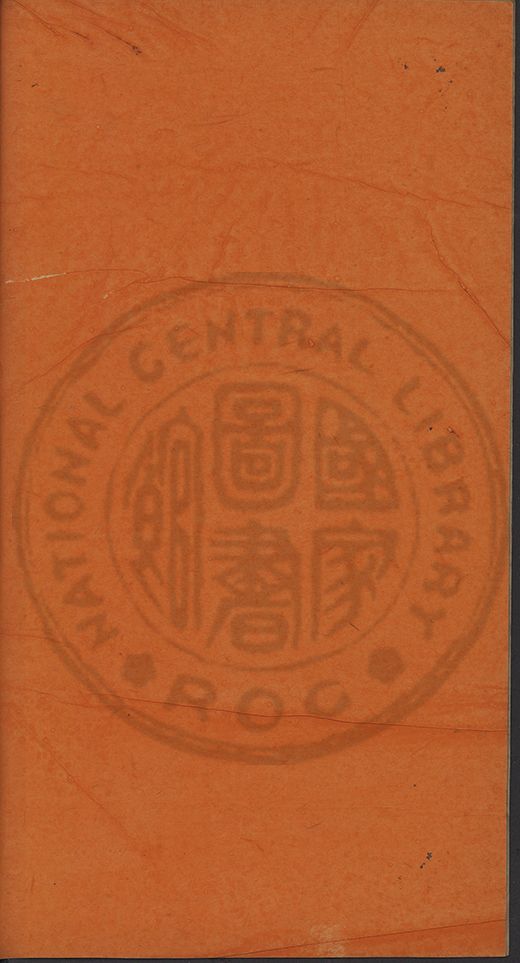 NATIONAL CENTRAL LIBRARY
國家
圖書
館
ROC